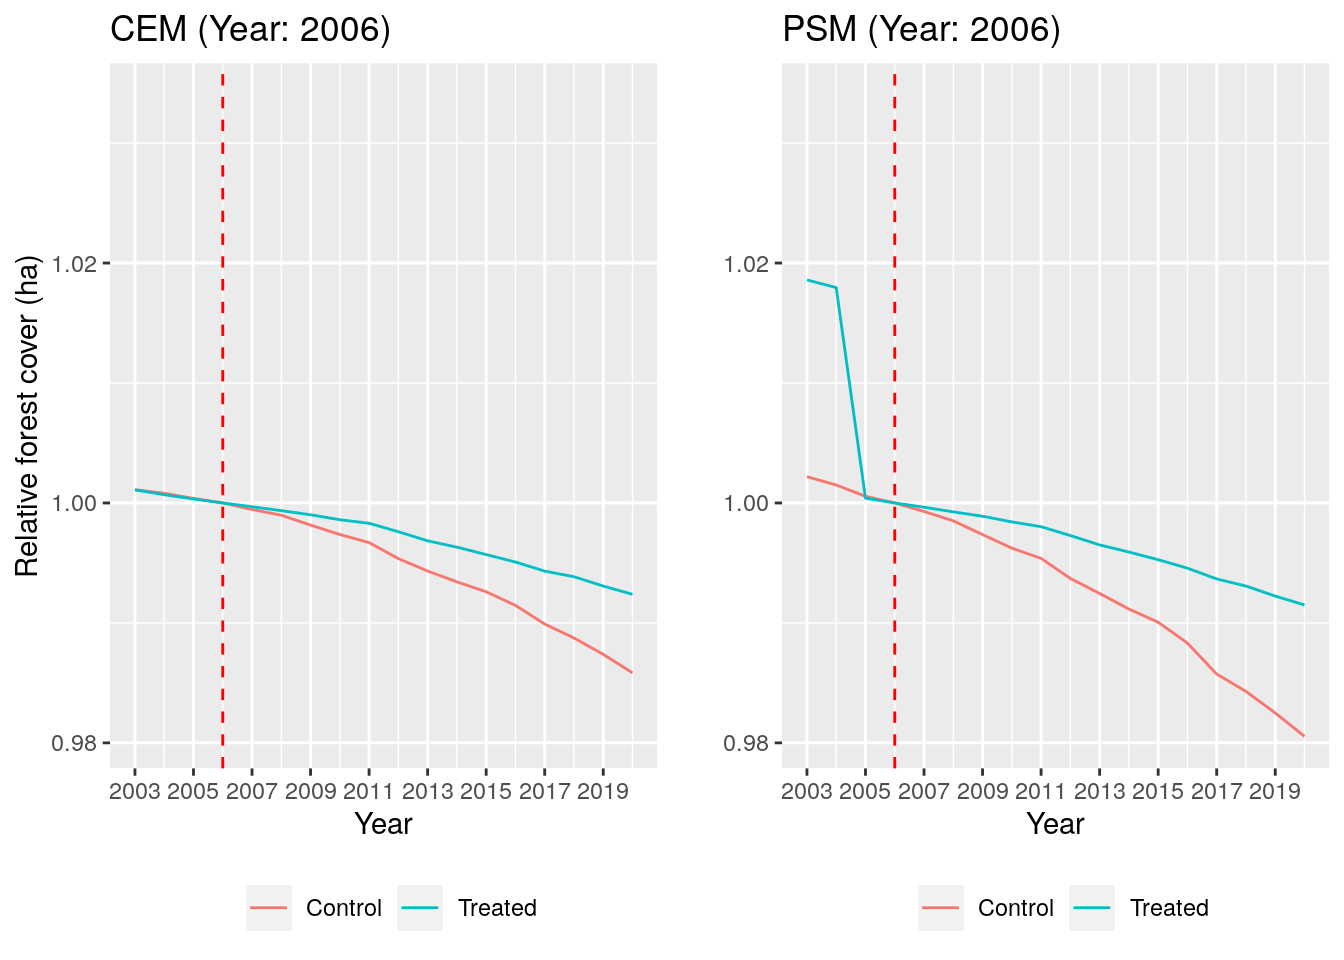 CEM (Year: 2006)
Relative forest cover (ha)
1.02
1.00
0.98
2003 2005 2007 2009 2011 2013 2015 2017 2019
Year
Control Treated
PSM (Year: 2006)
1.02
1.00
0.98
2003 2005 2007 2009 2011 2013 2015 2017 2019
Year
Control Treated